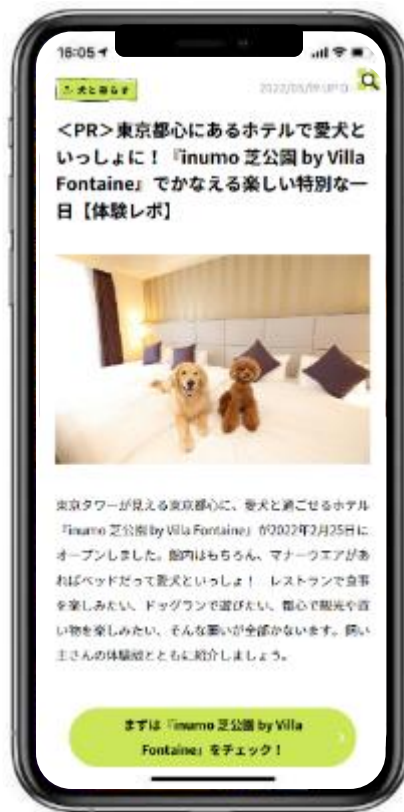 16:05
犬と暮らす
2022/05/19 UP
＜PR＞東京都心にあるホテルで愛犬と
いっしょに！『inumo 芝公園 by Villa
Fontaine』でかなえる楽しい特別な一
日【体験レポ】
東京タワーが見える東京都心に、愛犬と過ごせるホテル
『inumo 芝公園 by Villa Fontaine』が2022年2月25日に
オープンしました。館内はもちろん、マナーウエアがあ
ればベッドだって愛犬といっしょ！　レストランで食事
を楽しみたい、ドッグランで遊びたい、都心で観光や買
い物を楽しみたい、そんな願いが全部かないます。飼い
主さんの体験談とともに紹介しましょう。
まずは『inumo 芝公園 by Villa
Fontaine』をチェック！